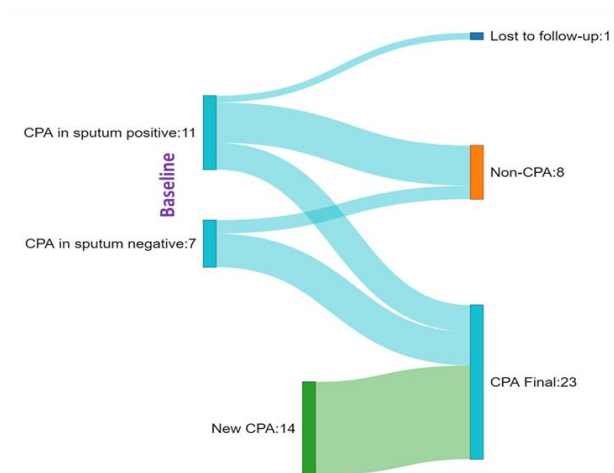 Lost to follow-up:1
CPA in sputum positive:11
Non-CPA:8
Baseline
CPA in sputum negative:7
CPA Final:23
New CPA:14